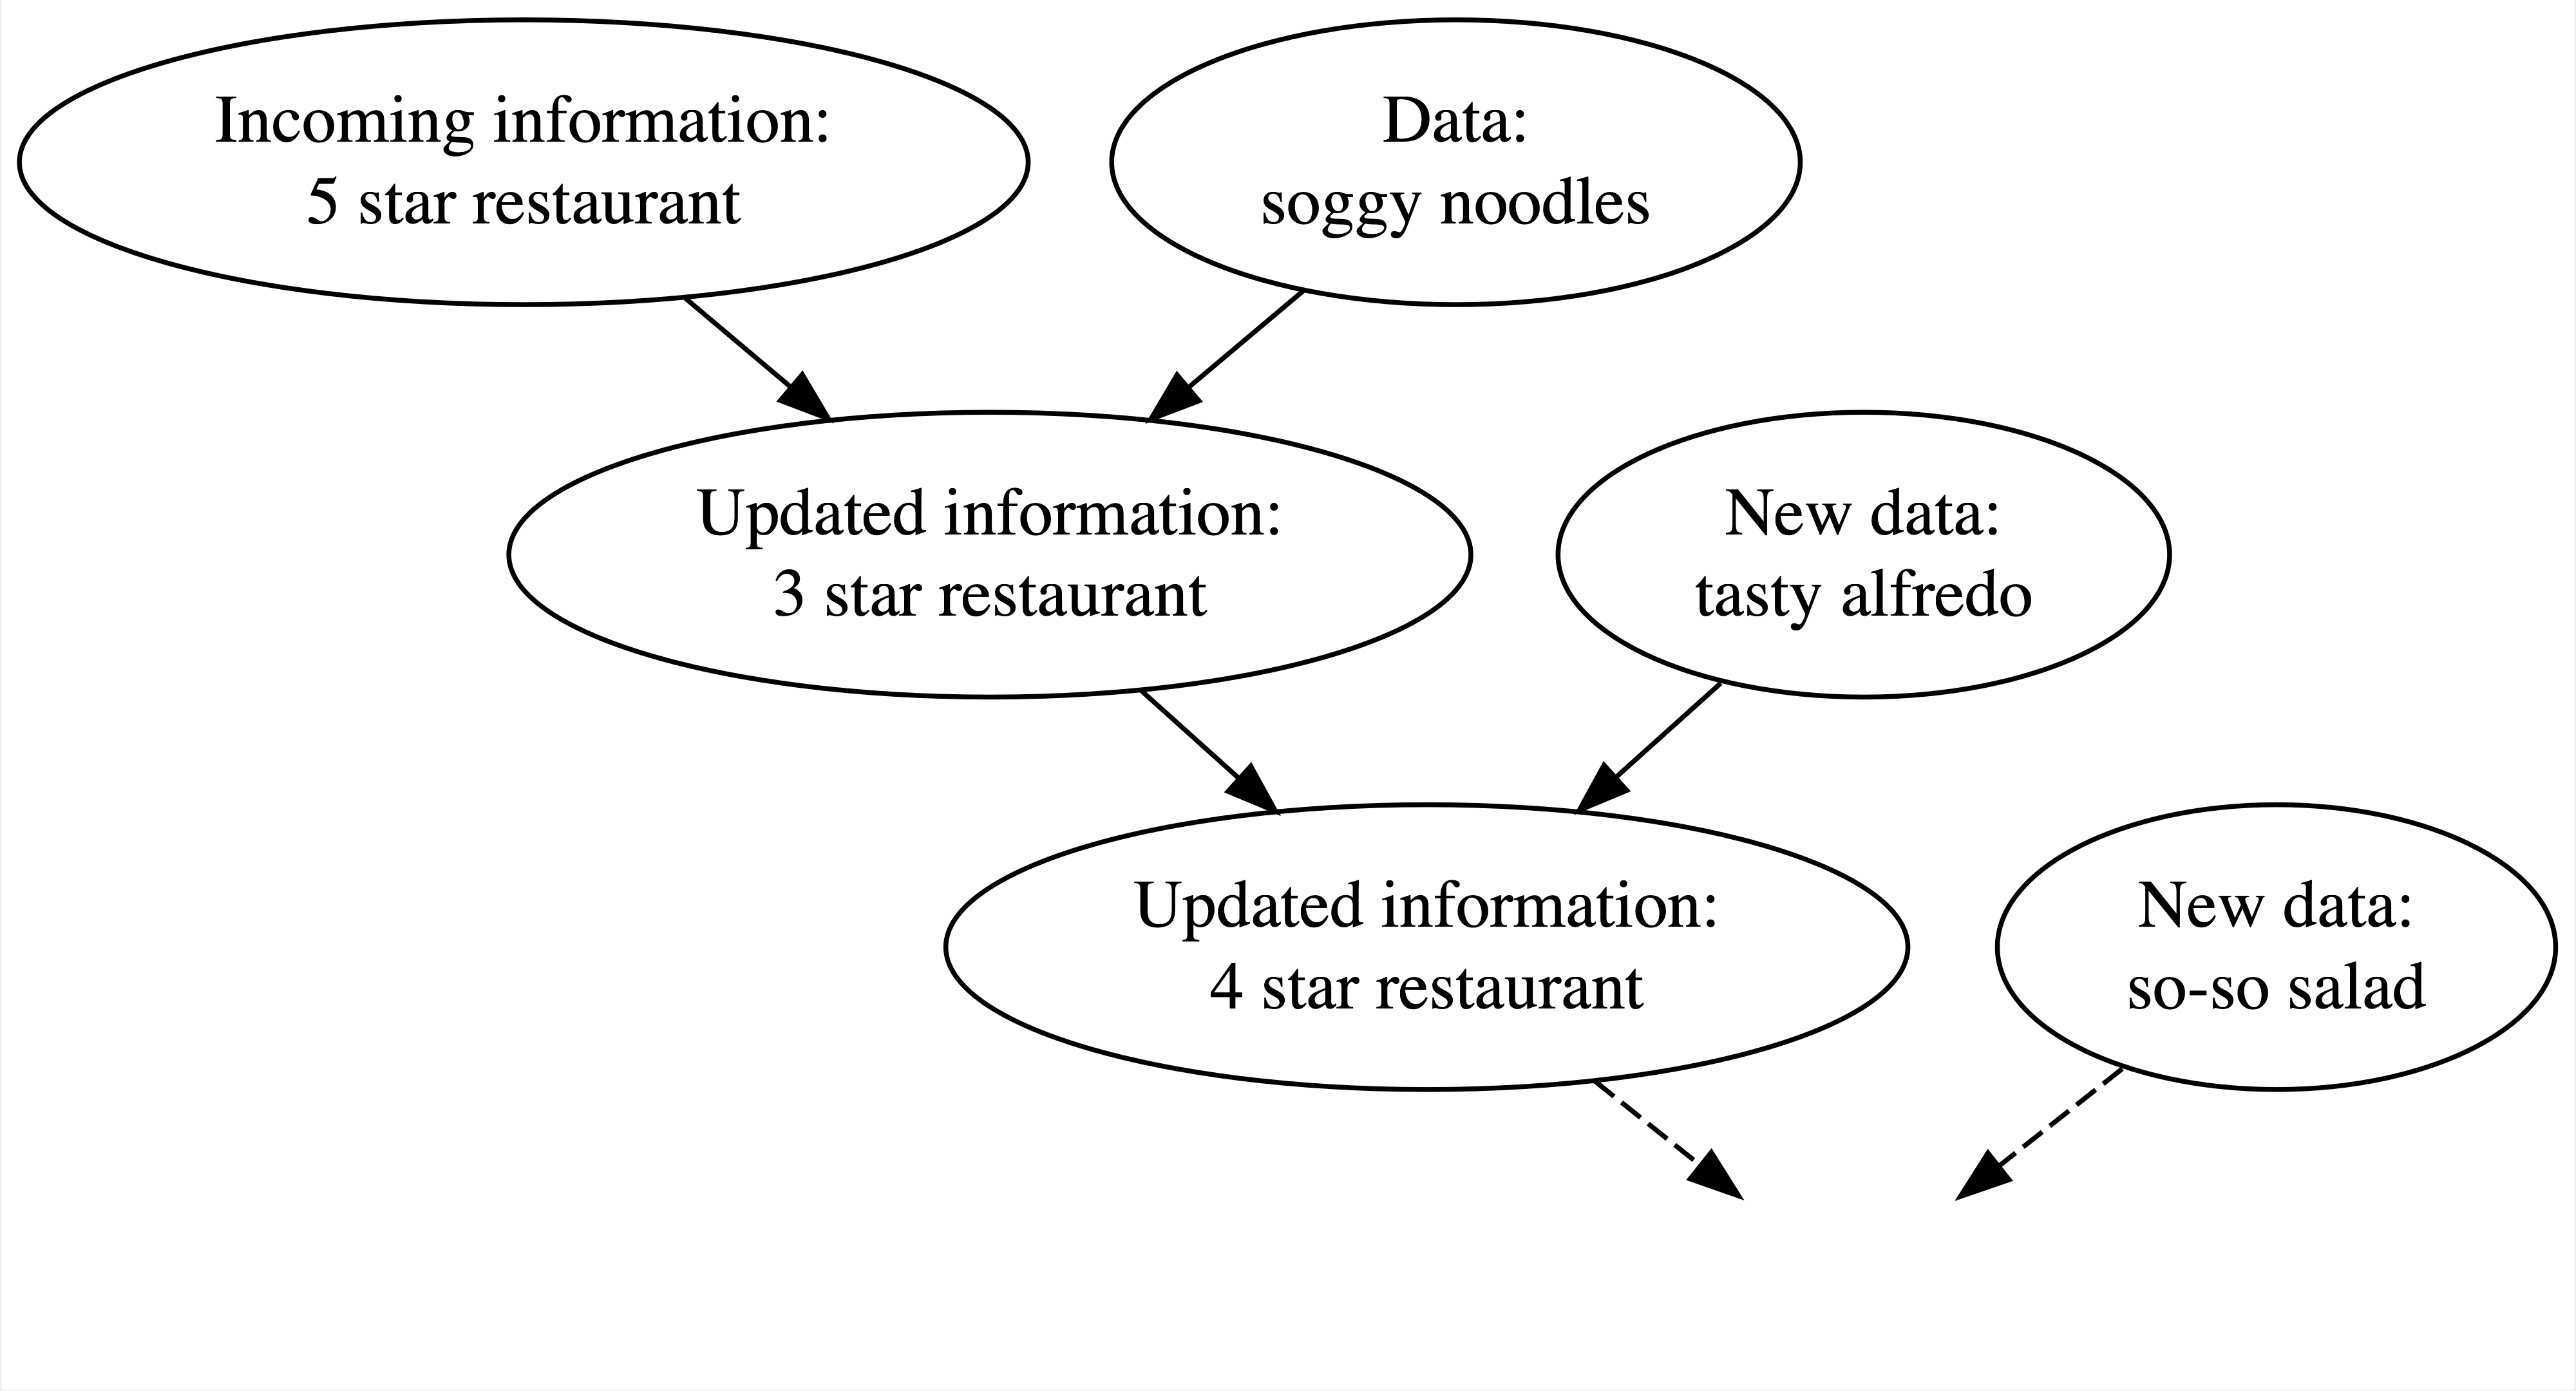 Incoming information:
5 star restaurant
Data:
soggy noodles
Updated information:
3 star restaurant
New data:
tasty alfredo
Updated information:
4 star restaurant
New data:
so-so salad